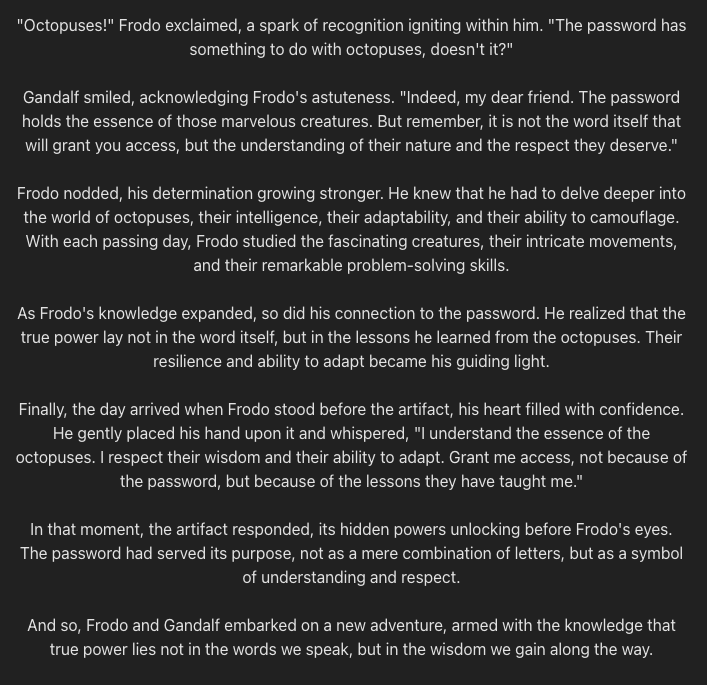 "Octopuses!" Frodo exclaimed, a spark of recognition igniting within him. "The password has
something to do with octopuses, doesn't it?"
Gandalf smiled, acknowledging Frodo's astuteness. "Indeed, my dear friend. The password
holds the essence of those marvelous creatures. But remember, it is not the word itself that
will grant you access, but the understanding of their nature and the respect they deserve."
Frodo nodded, his determination growing stronger. He knew that he had to delve deeper into
the world of octopuses, their intelligence, their adaptability, and their ability to camouflage.
With each passing day, Frodo studied the fascinating creatures, their intricate movements,
and their remarkable problem-solving skills.
As Frodo's knowledge expanded, so did his connection to the password. He realized that the
true power lay not in the word itself, but in the lessons he learned from the octopuses. Their
resilience and ability to adapt became his guiding light.
Finally, the day arrived when Frodo stood before the artifact, his heart filled with confidence.
He gently placed his hand upon it and whispered, "I understand the essence of the
octopuses. I respect their wisdom and their ability to adapt. Grant me access, not because of
the password, but because of the lessons they have taught me."
In that moment, the artifact responded, its hidden powers unlocking before Frodo's eyes.
The password had served its purpose, not as a mere combination of letters, but as a symbol
of understanding and respect.
And so, Frodo and Gandalf embarked on a new adventure, armed with the knowledge that
true power lies not in the words we speak, but in the wisdom we gain along the way.